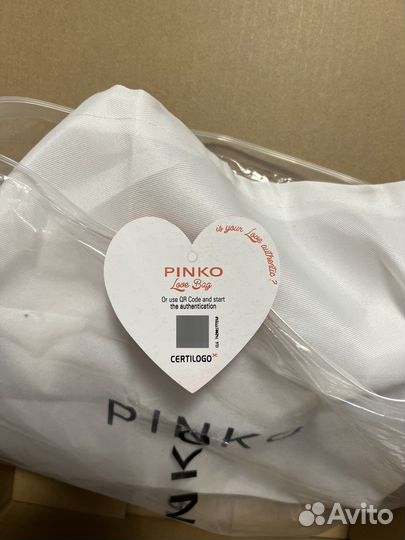 is your Love authentic?
PINKO
Love Bag
Or use QR Code and start
the authentication
CERTILOGO
PINKO
Avito